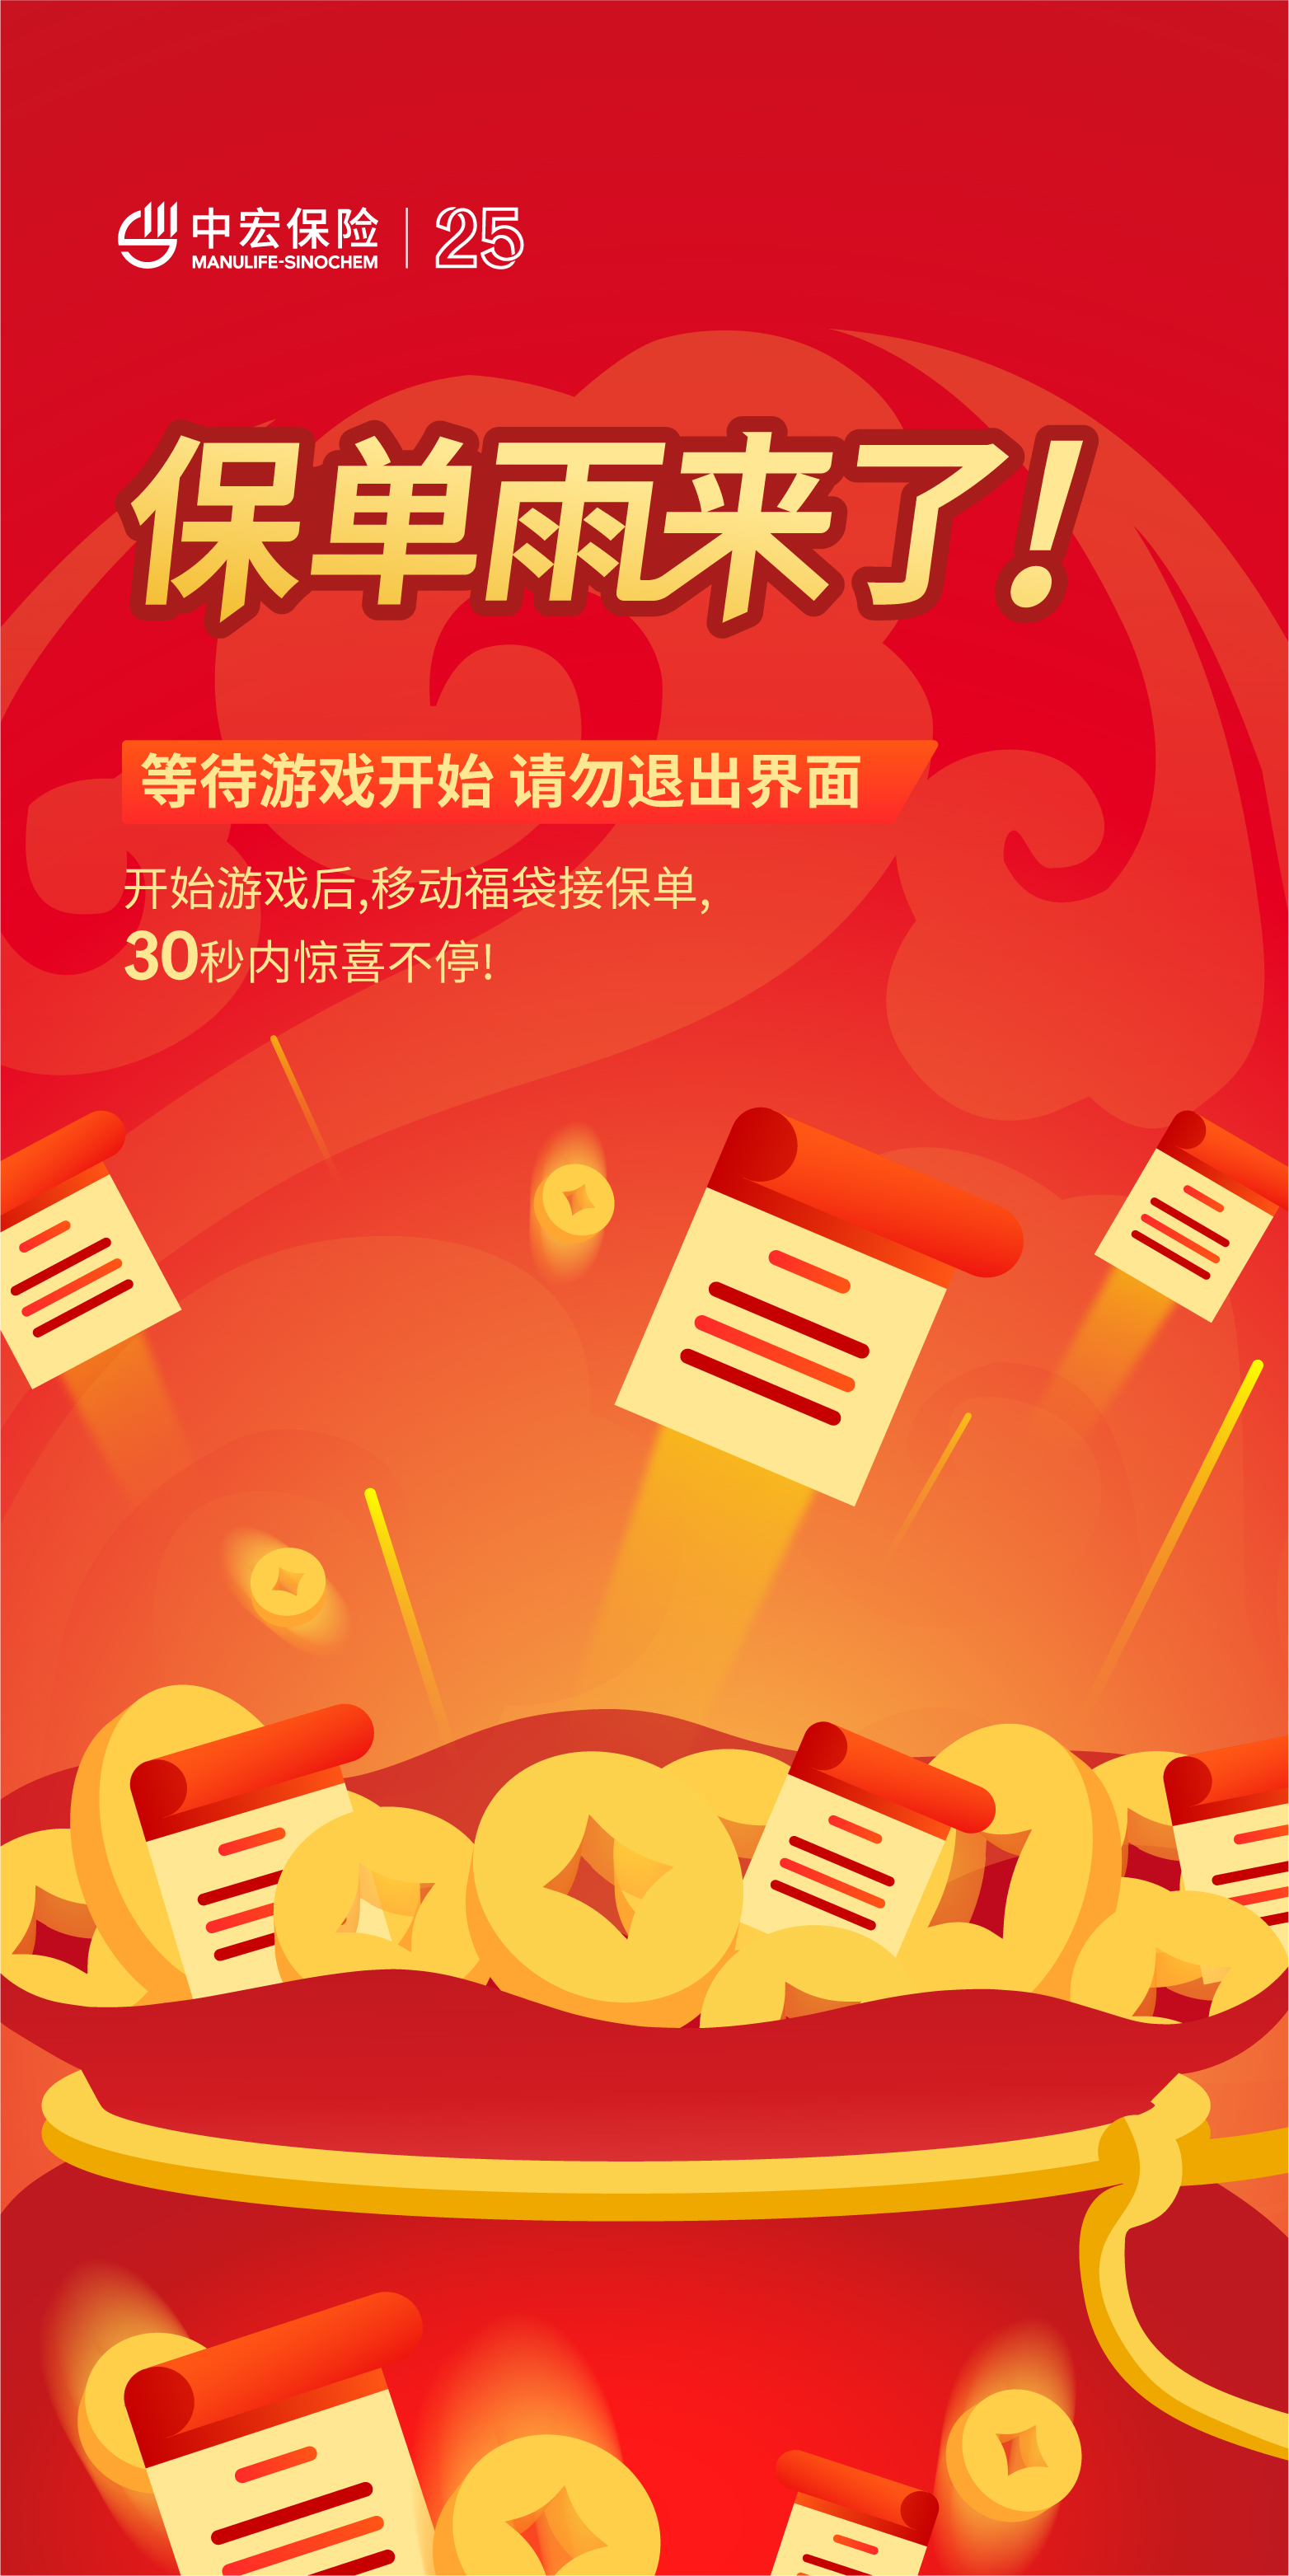 中宏保险
MANULIFE-SINOCHEM
25
保单雨来了!
等待游戏开始 请勿退出界面
开始游戏后,移动福袋接保单,
30秒内惊喜不停!